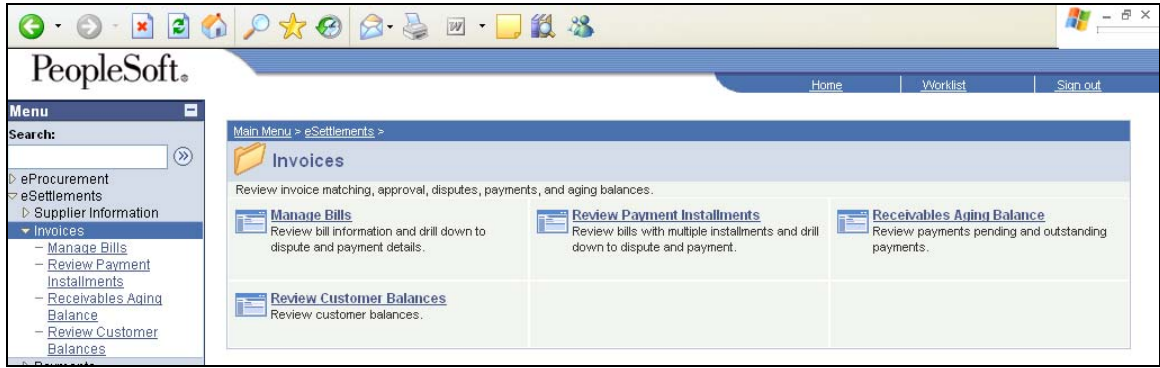 PeopleSoft.
Home
Worklist
Sign out
Menu
Search:
eProcurement
eSettlements
Supplier Information
Invoices
– Manage Bills
– Review Payment
Installments
– Receivables Aging
Balance
– Review Customer
Balances
Payments
Main Menu > eSettlements >
Invoices
Review invoice matching, approval, disputes, payments, and aging balances.
Manage Bills
Review bill information and drill down to
dispute and payment details.
Review Payment Installments
Review bills with multiple installments and drill
down to dispute and payment.
Receivables Aging Balance
Review payments pending and outstanding
payments.
Review Customer Balances
Review customer balances.